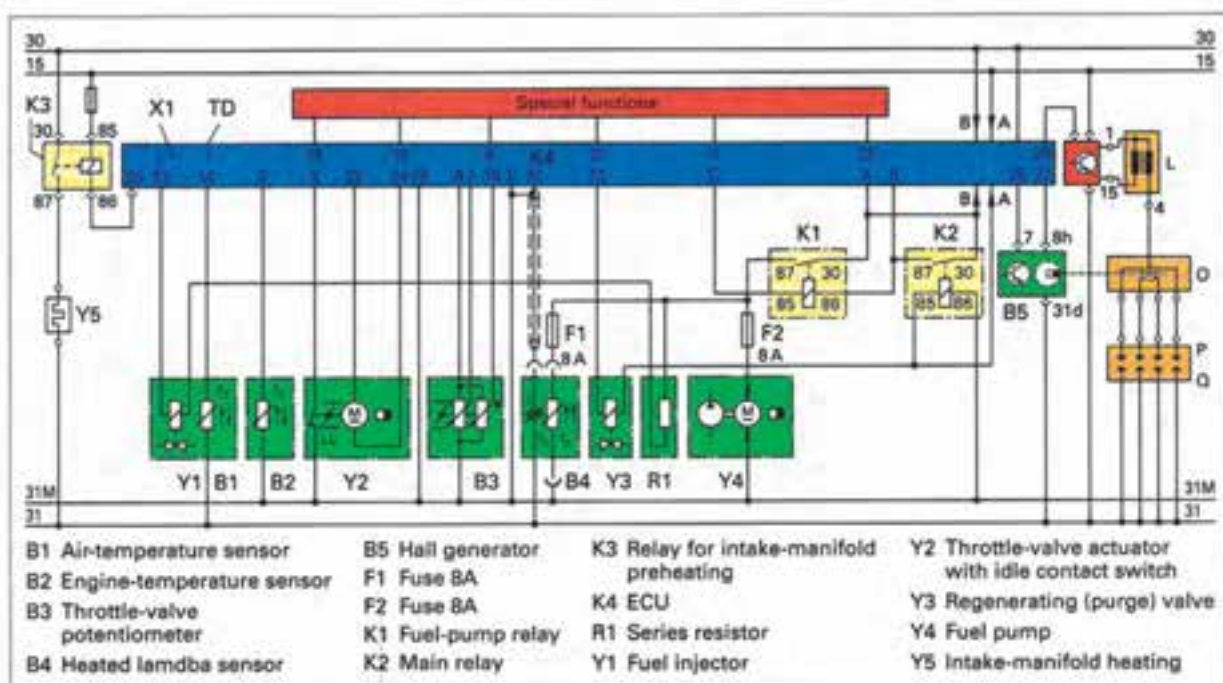 30 30
15 15
K3 X1 TD Special functions B A
30 85 K4 1 L
87 86 B A 15 4
K1 K2 7 8h
87 30 87 30 O
85 86 85 86 B5 31d
Y5 F1 F2 P
8A 8A Q
M M
Y1 B1 B2 Y2 B3 B4 Y3 R1 Y4
31M 31M
31 31
B1 Air-temperature sensor
B2 Engine-temperature sensor
B3 Throttle-valve
potentiometer
B4 Heated lamdba sensor
B5 Hall generator
F1 Fuse 8A
F2 Fuse 8A
K1 Fuel-pump relay
K2 Main relay
K3 Relay for intake-manifold
preheating
K4 ECU
R1 Series resistor
Y1 Fuel injector
Y2 Throttle-valve actuator
with idle contact switch
Y3 Regenerating (purge) valve
Y4 Fuel pump
Y5 Intake-manifold heating